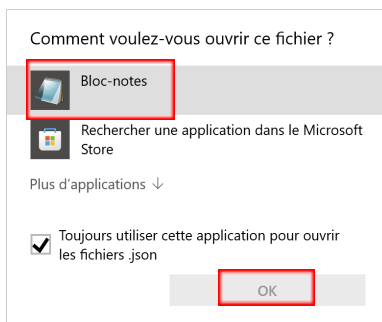 Comment voulez-vous ouvrir ce fichier ?
Bloc-notes
Rechercher une application dans le Microsoft
Store
Plus d’applications ↓
Toujours utiliser cette application pour ouvrir
les fichiers .json
OK